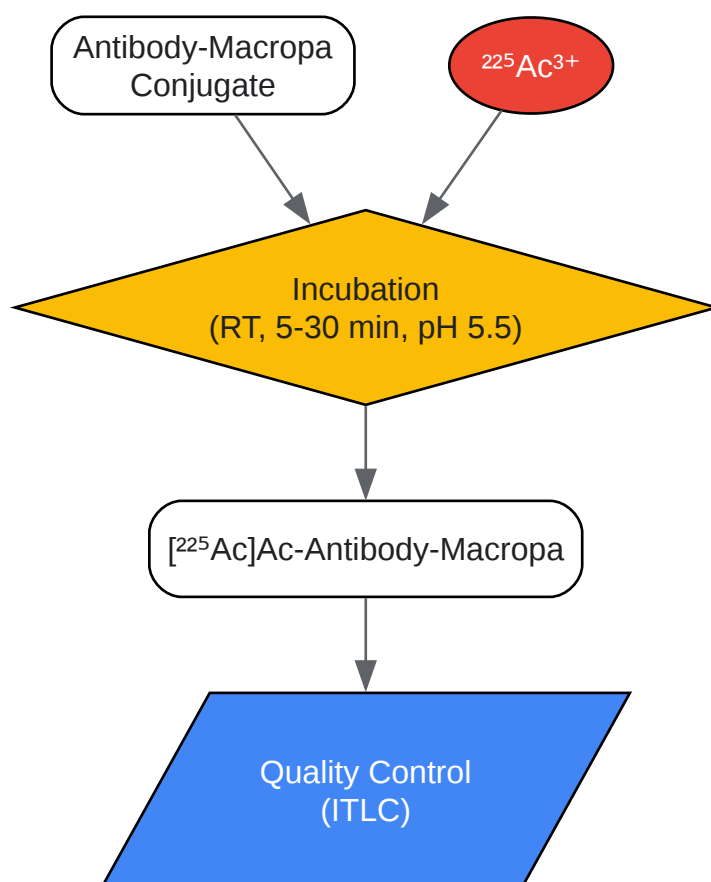 Antibody-Macropa
Conjugate
²²⁵Ac³⁺
Incubation
(RT, 5-30 min, pH 5.5)
[²²⁵Ac]Ac-Antibody-Macropa
Quality Control
(ITLC)